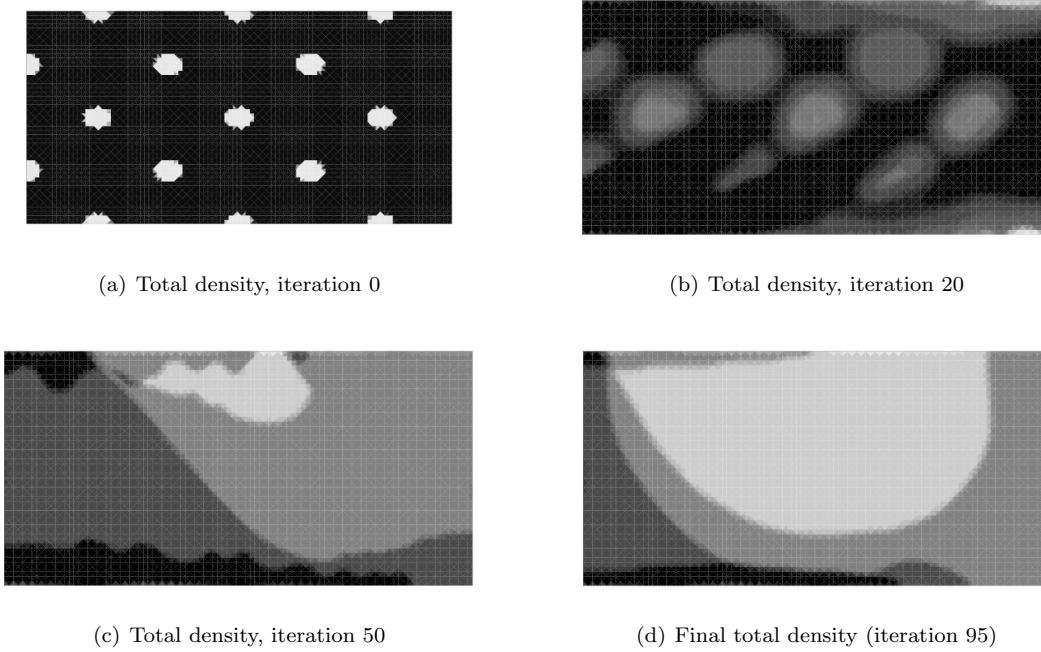 (a) Total density, iteration 0
(b) Total density, iteration 20
(c) Total density, iteration 50
(d) Final total density (iteration 95)